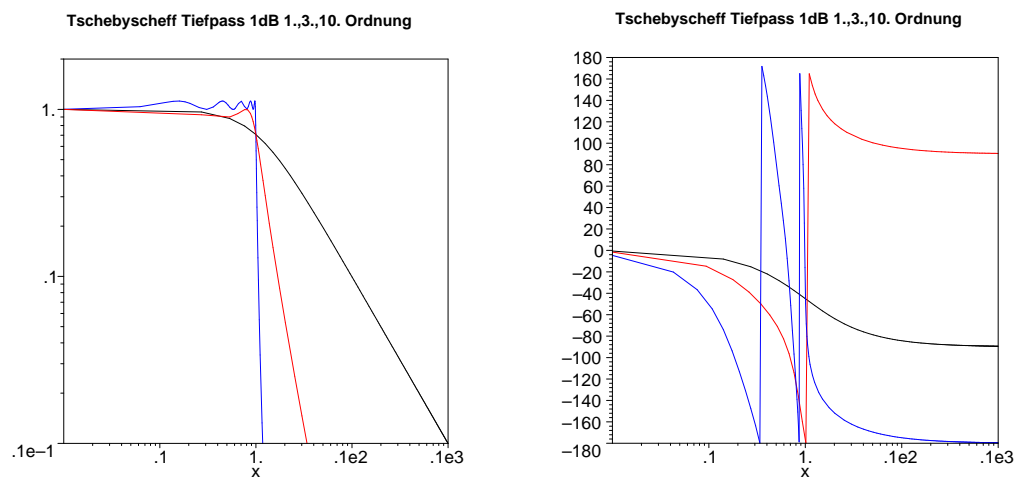 Tschebyscheff Tiefpass 1dB 1.,3.,10. Ordnung
1.
.1
.1e–1
.1
1.
.1e2
.1e3
x
Tschebyscheff Tiefpass 1dB 1.,3.,10. Ordnung
180
160
140
120
100
80
60
40
20
0
–20
–40
–60
–80
–100
–120
–140
–160
–180
.1
1.
.1e2
.1e3
x